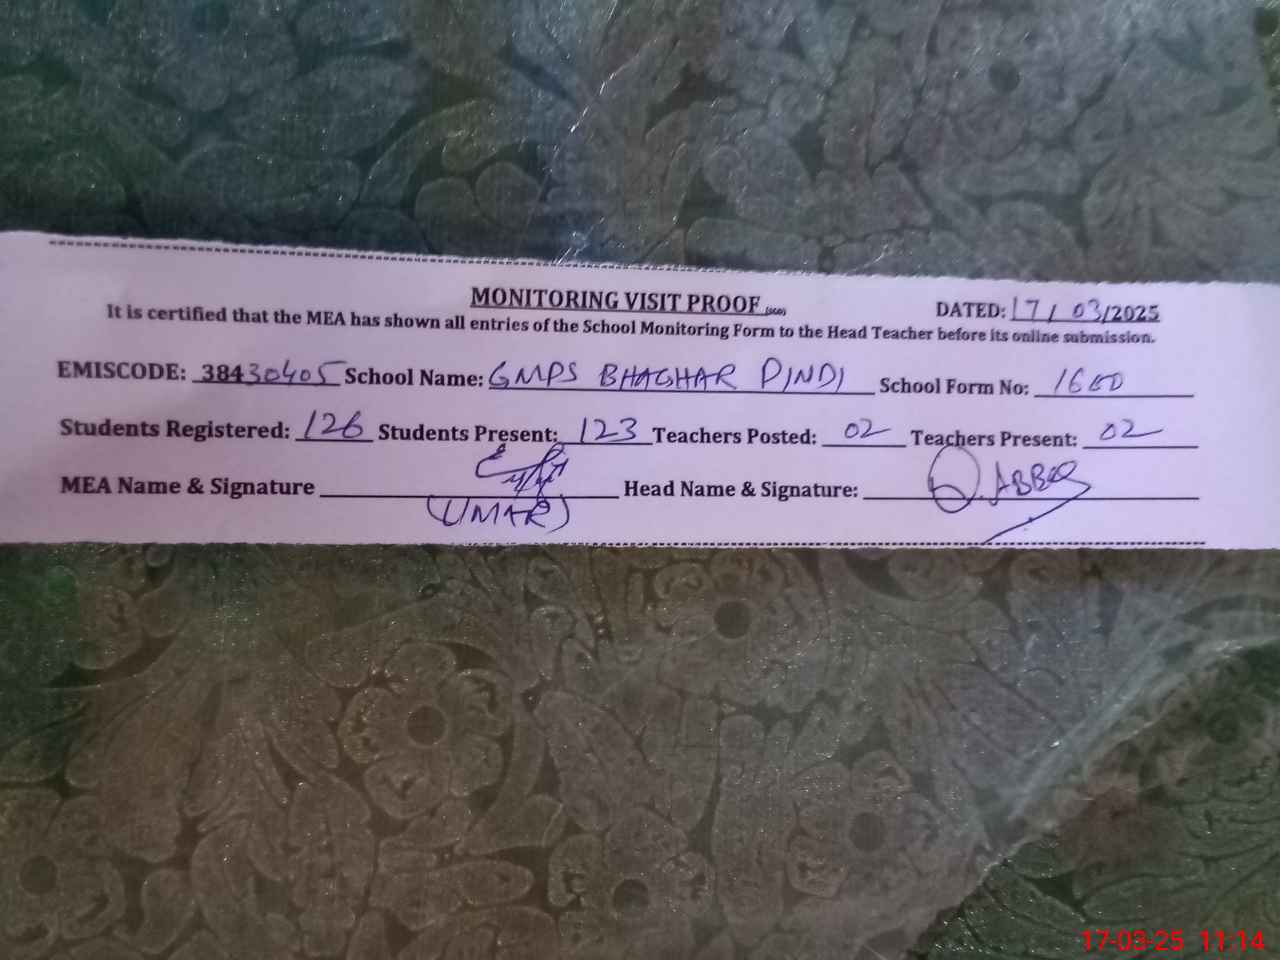 MONITORING VISIT PROOF (SCO) DATED: 17/03/2025
It is certified that the MEA has shown all entries of the School Monitoring Form to the Head Teacher before its online submission.
EMISCODE: 38430405 School Name: GMPS BHAGHAR PINDI School Form No: 1600
Students Registered: 126 Students Present: 123 Teachers Posted: 02 Teachers Present: 02
MEA Name & Signature Head Name & Signature: Q.ABBAS
(UMAR)
17-03-25 11:14